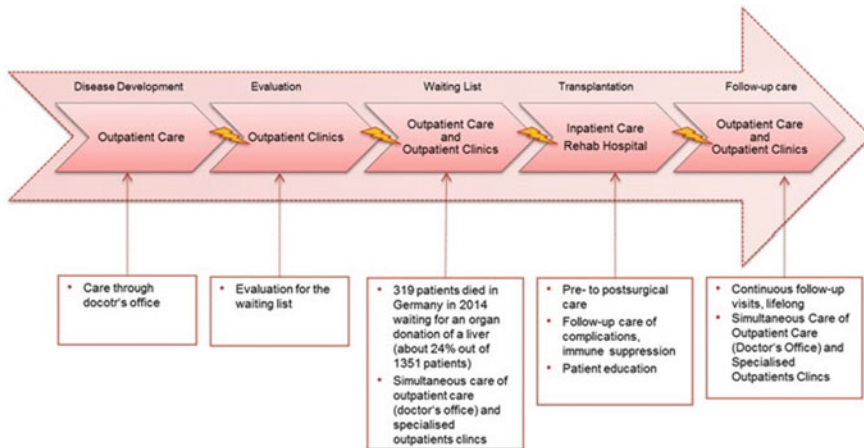 Disease Development
Evaluation
Waiting List
Transplantation
Follow-up care
Outpatient Care
Outpatient Clinics
Outpatient Care
and
Outpatient Clinics
Inpatient Care
Rehab Hospital
Outpatient Care
and
Outpatient Clinics
• Care through
docotr's office
• Evaluation for the
waiting list
• 319 patients died in
Germany in 2014
waiting for an organ
donation of a liver
(about 24% out of
1351 patients)
• Simultaneous care of
outpatient care
(doctor's office) and
specialised
outpatients clincs
• Pre- to postsurgical
care
• Follow-up care of
complications,
immune suppression
• Patient education
• Continuous follow-up
visits, lifelong
• Simultaneous Care of
Outpatient Care
(Doctor's Office) and
Specialised
Outpatients Clincs